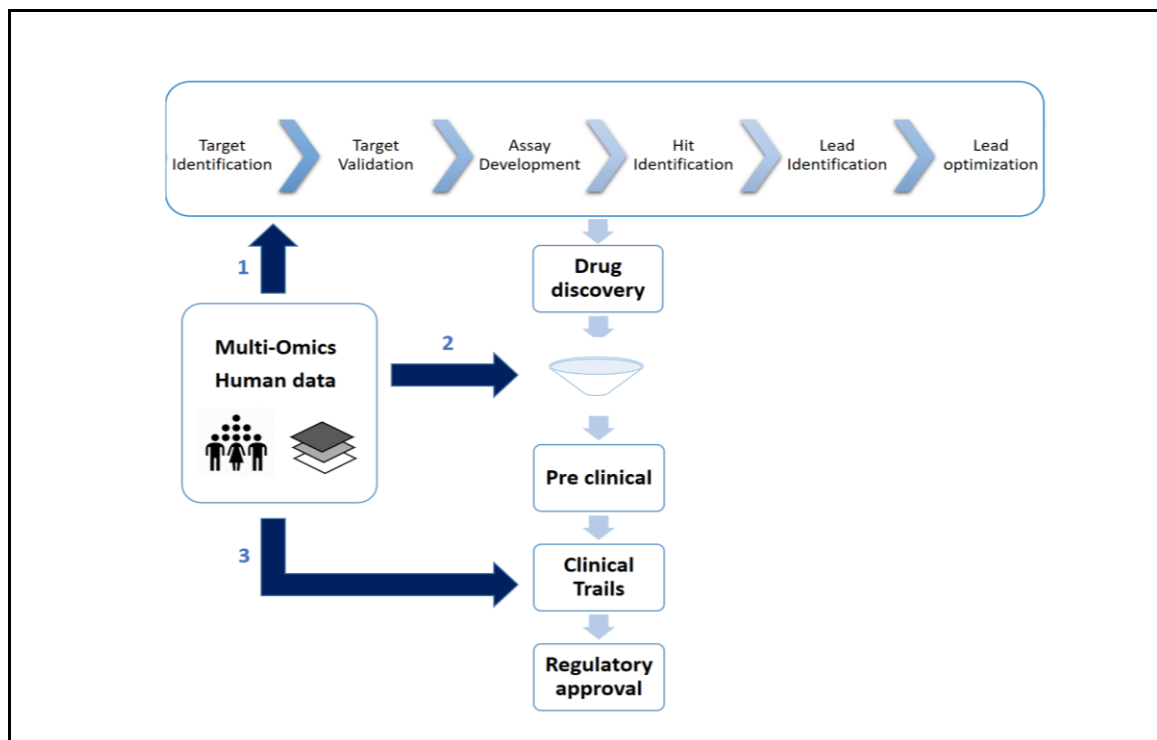 Target
Identification
Target
Validation
Assay
Development
Hit
Identification
Lead
Identification
Lead
optimization
1
Drug
discovery
Multi-Omics
Human data
2
Pre clinical
3
Clinical
Trails
Regulatory
approval